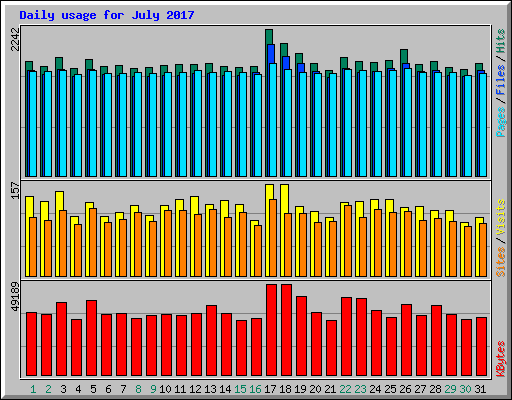 Daily usage for July 2017
2242
Pages / Files / Hits
157
Sites / Visits
49189
KBytes
1 2 3 4 5 6 7 8 9 10 11 12 13 14 15 16 17 18 19 20 21 22 23 24 25 26 27 28 29 30 31